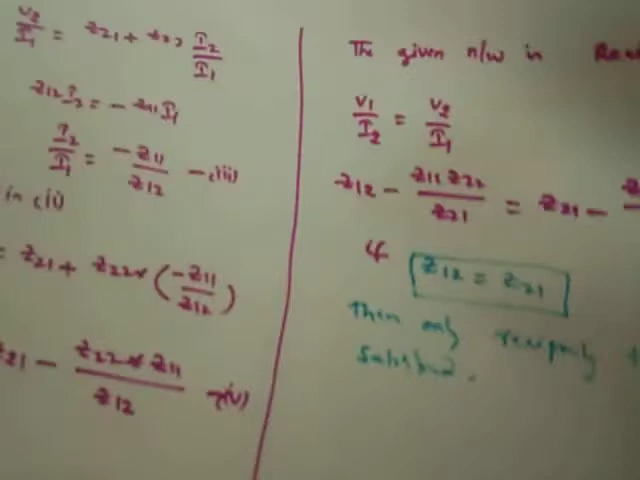 V2/I1 = Z21 + Z22 I2/I1
Z12 I2 = - Z11 I1
I2/I1 = -Z11/Z12 - (iii)
in (ii)
= Z21 + Z22 × (-Z11/Z12)
Z21 - Z22 × Z11 / Z12 → (iv)
The given n/w in
V1/I2 = V2/I1
Z12 - Z11 Z22 / Z21 = Z21 -
if Z12 = Z21
Then only
satisfied.